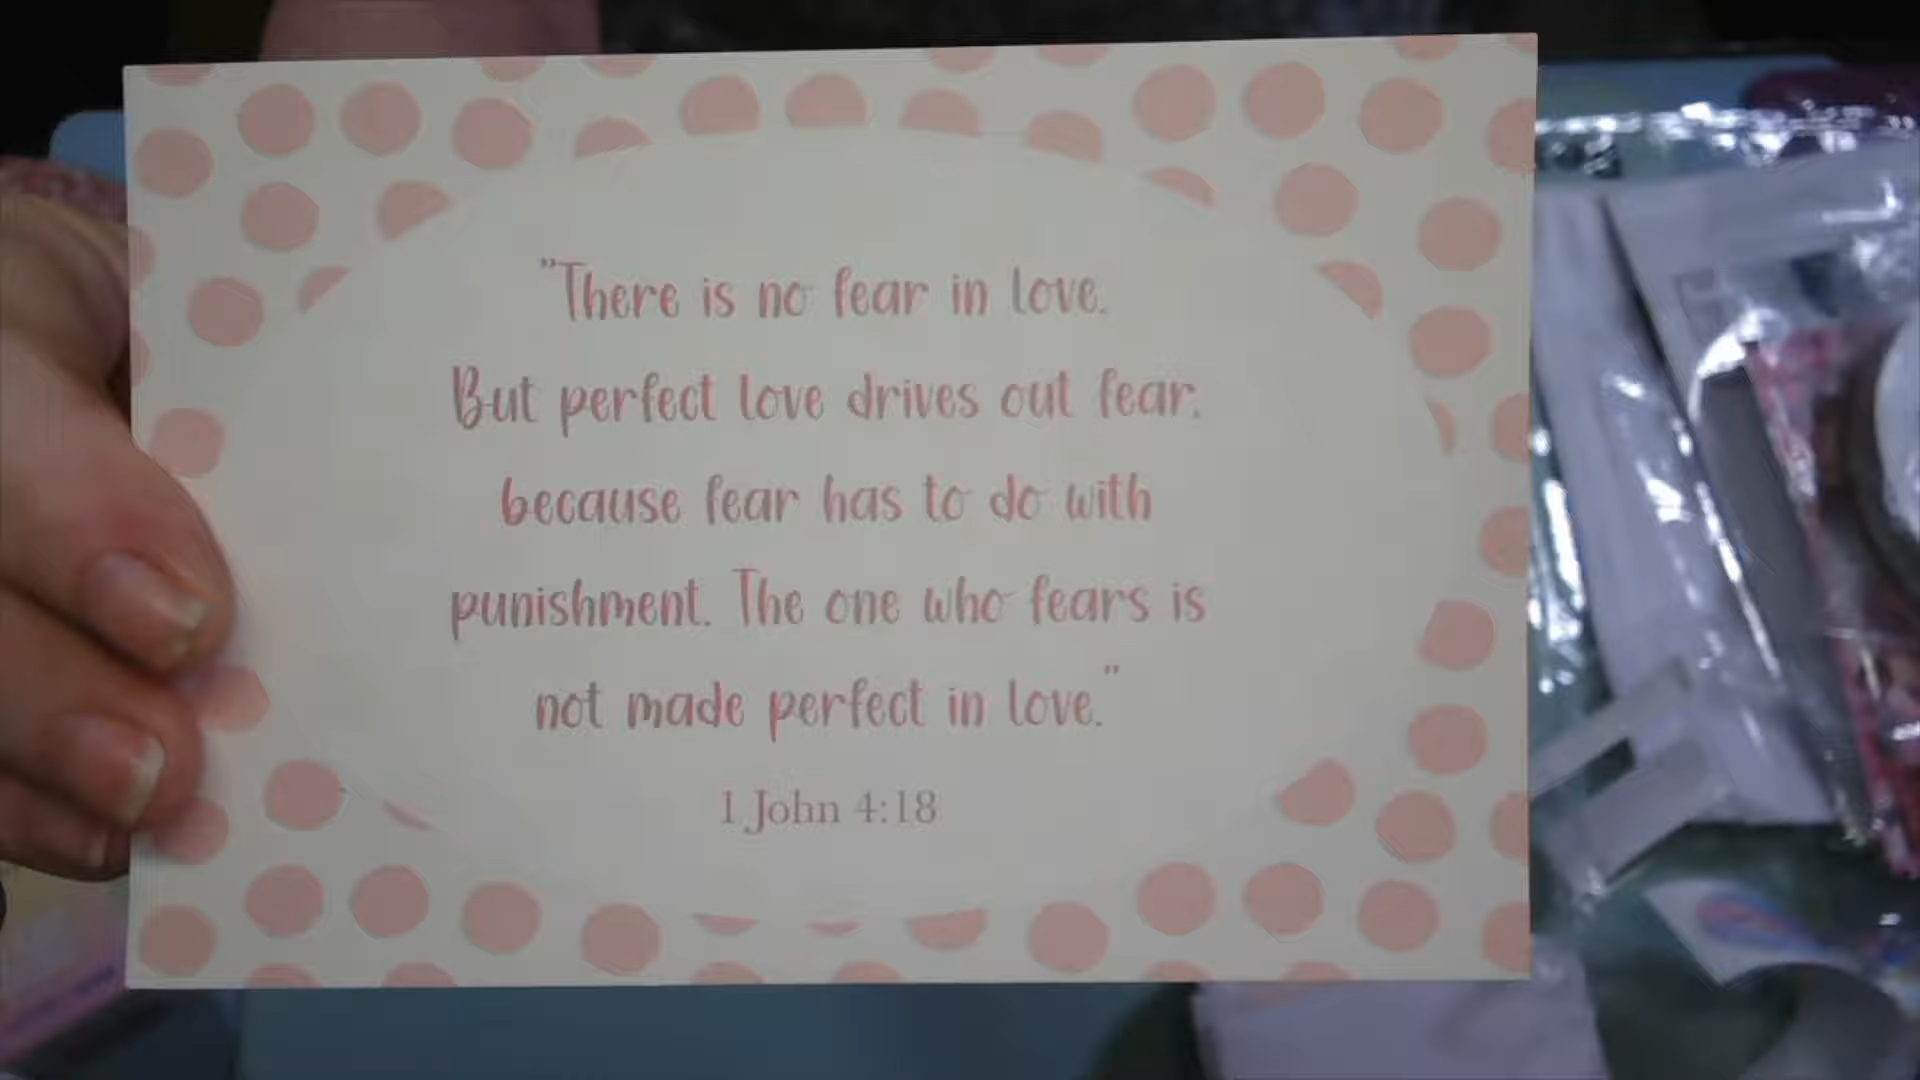 "There is no fear in love.
But perfect love drives out fear,
because fear has to do with
punishment. The one who fears is
not made perfect in love."
1 John 4:18